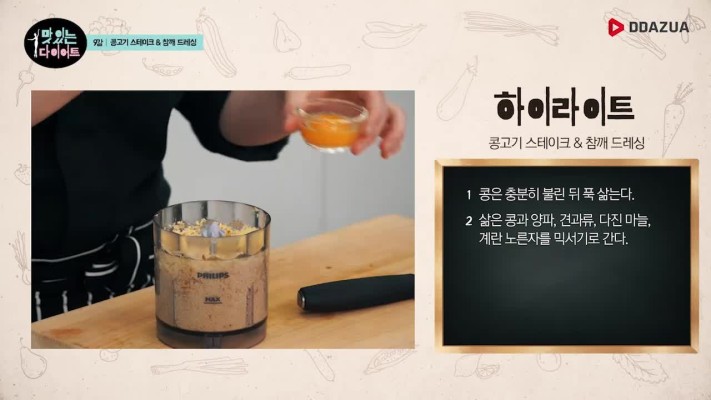 맛있는
다이어트
9화 | 콩고기 스테이크 & 참깨 드레싱
DDAZUA
하이라이트
콩고기 스테이크 & 참깨 드레싱
1 콩은 충분히 불린 뒤 푹 삶는다.
2 삶은 콩과 양파, 견과류, 다진 마늘,
계란 노른자를 믹서기로 간다.
PHILIPS
MAX